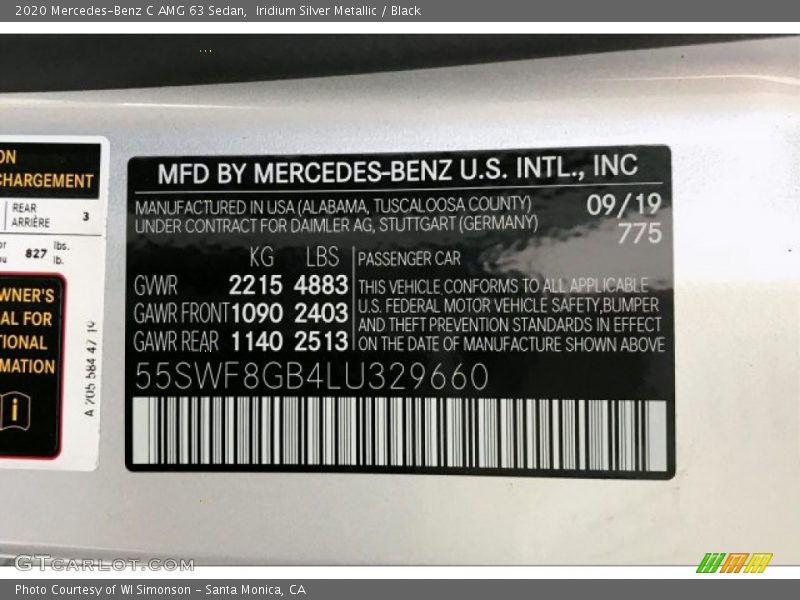 2020 Mercedes-Benz C AMG 63 Sedan, Iridium Silver Metallic / Black
ON
CHARGEMENT
REAR
ARRIÈRE
3
or
ou
827
lbs.
lb.
OWNER'S
AL FOR
TIONAL
MATION
A 205 584 47 19
MFD BY MERCEDES-BENZ U.S. INTL., INC
MANUFACTURED IN USA (ALABAMA, TUSCALOOSA COUNTY) 09/19
UNDER CONTRACT FOR DAIMLER AG, STUTTGART (GERMANY) 775
KG LBS
GVWR 2215 4883
GAWR FRONT 1090 2403
GAWR REAR 1140 2513
PASSENGER CAR
THIS VEHICLE CONFORMS TO ALL APPLICABLE
U.S. FEDERAL MOTOR VEHICLE SAFETY,BUMPER
AND THEFT PREVENTION STANDARDS IN EFFECT
ON THE DATE OF MANUFACTURE SHOWN ABOVE
55SWF8GB4LU329660
GTCARLOT.COM
Photo Courtesy of WI Simonson - Santa Monica, CA